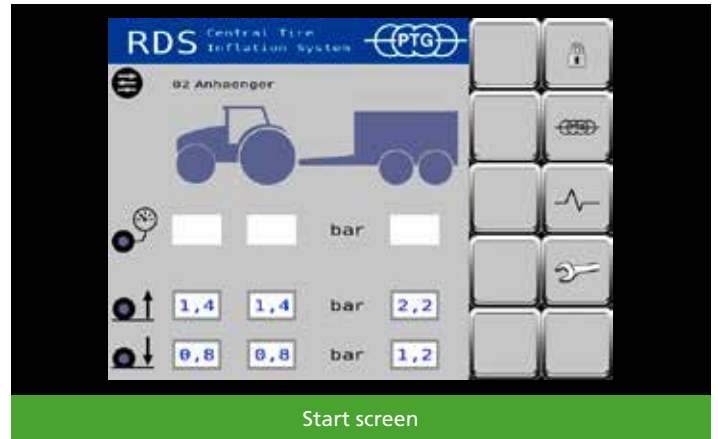 RDS Central Tire
Inflation System
PTG
02 Anhaenger
bar
1,4 1,4 bar 2,2
0,8 0,8 bar 1,2
Start screen